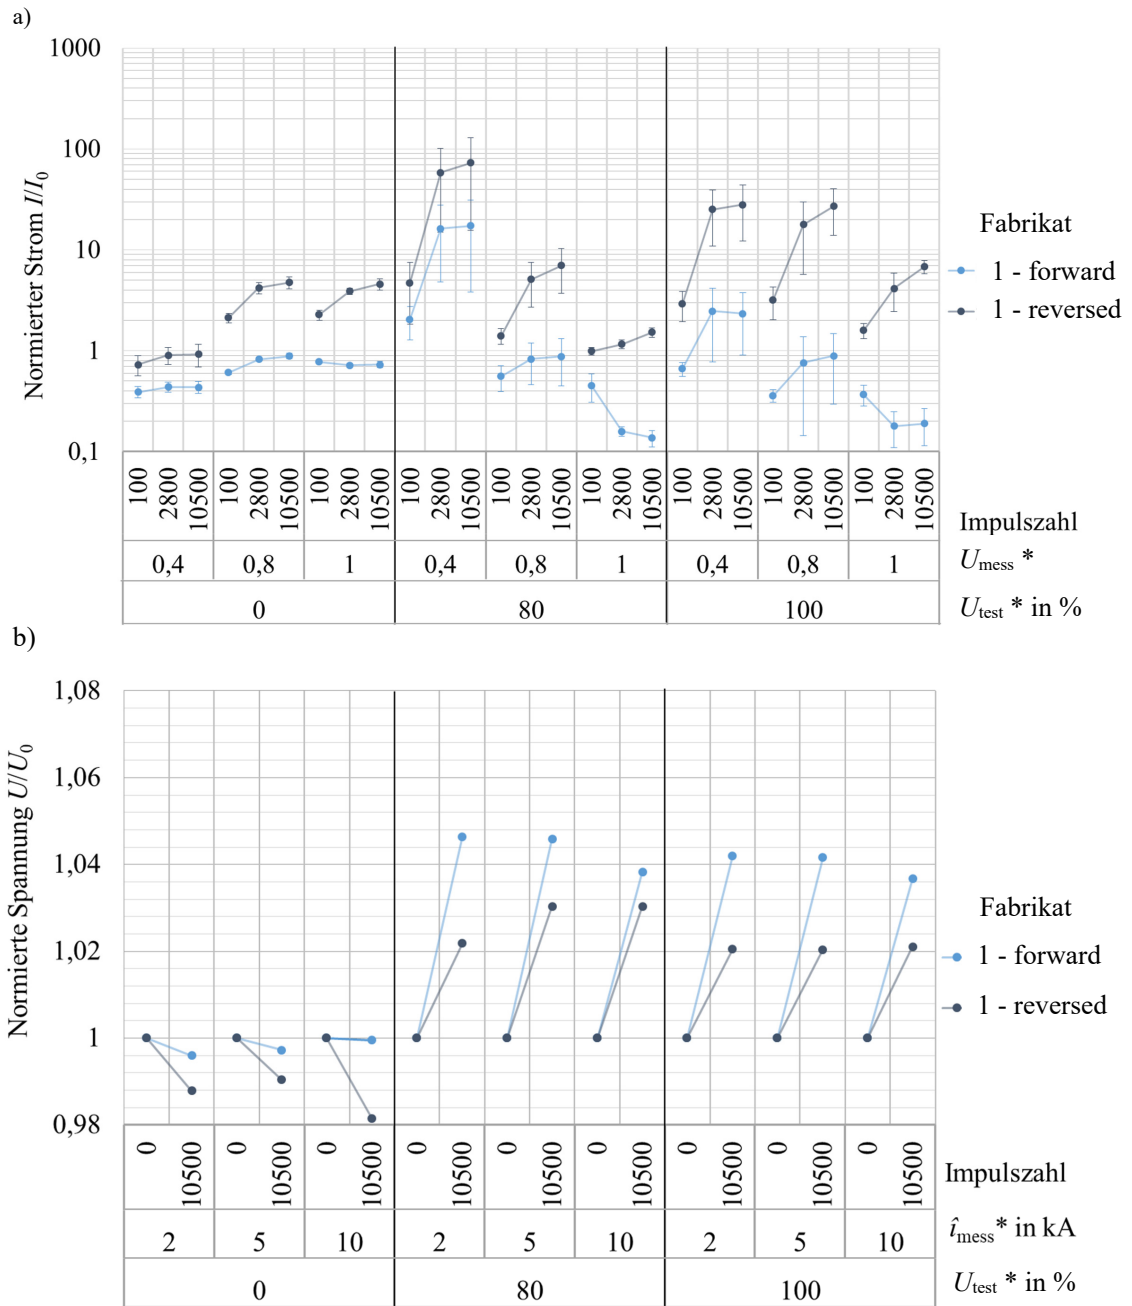 a)
1000
100
10
1
0,1
Normierter Strom I/I0
Fabrikat
1 - forward
1 - reversed
100 2800 10500 100 2800 10500 100 2800 10500 100 2800 10500 100 2800 10500 100 2800 10500 100 2800 10500 100 2800 10500 100 2800 10500
Impulszahl
0,4 0,8 1 0,4 0,8 1 0,4 0,8 1
Umess *
0 80 100
Utest * in %
b)
1,08
1,06
1,04
1,02
1
0,98
Normierte Spannung U/U0
Fabrikat
1 - forward
1 - reversed
0 10500 0 10500 0 10500 0 10500 0 10500 0 10500 0 10500 0 10500 0 10500
Impulszahl
2 5 10 2 5 10 2 5 10
îmess* in kA
0 80 100
Utest * in %